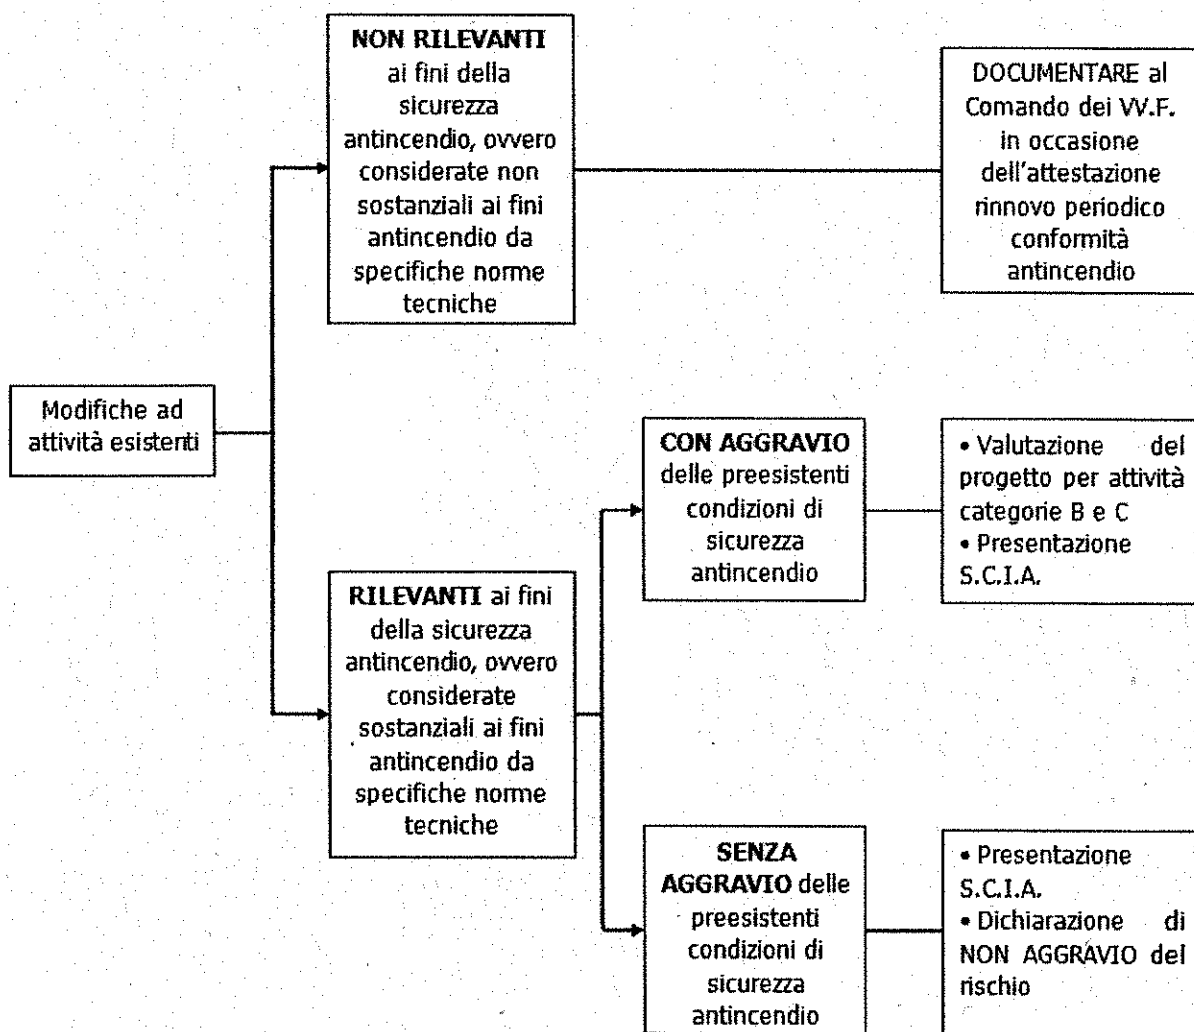 NON RILEVANTI
ai fini della
sicurezza
antincendio, ovvero
considerate non
sostanziali ai fini
antincendio da
specifiche norme
tecniche
DOCUMENTARE al
Comando dei VV.F.
in occasione
dell'attestazione
rinnovo periodico
conformità
antincendio
Modifiche ad
attività esistenti
RILEVANTI ai fini
della sicurezza
antincendio, ovvero
considerate
sostanziali ai fini
antincendio da
specifiche norme
tecniche
CON AGGRAVIO
delle preesistenti
condizioni di
sicurezza
antincendio
• Valutazione del
progetto per attività
categorie B e C
• Presentazione
S.C.I.A.
SENZA
AGGRAVIO delle
preesistenti
condizioni di
sicurezza
antincendio
• Presentazione
S.C.I.A.
• Dichiarazione di
NON AGGRAVIO del
rischio